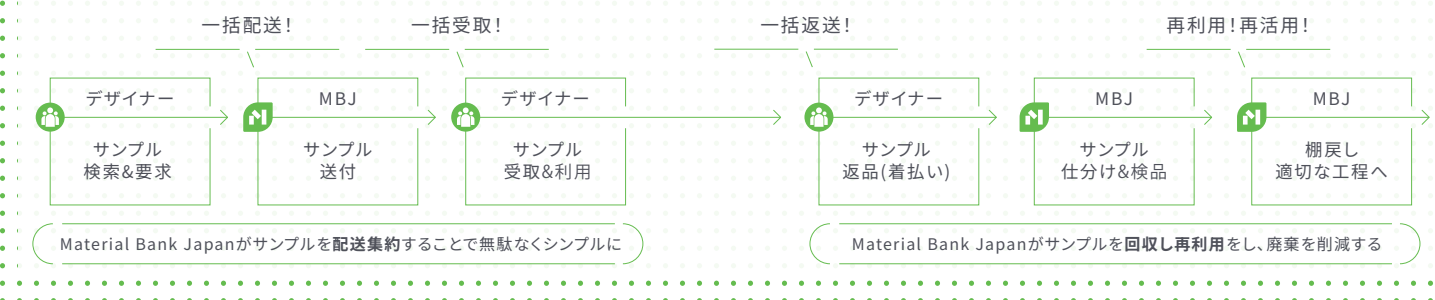 一括配送！
一括受取！
一括返送！
再利用！再活用！
デザイナー
サンプル
検索&要求
MBJ
サンプル
送付
デザイナー
サンプル
受取&利用
デザイナー
サンプル
返品(着払い)
MBJ
サンプル
仕分け&検品
MBJ
棚戻し
適切な工程へ
Material Bank Japanがサンプルを配送集約することで無駄なくシンプルに
Material Bank Japanがサンプルを回収し再利用をし、廃棄を削減する